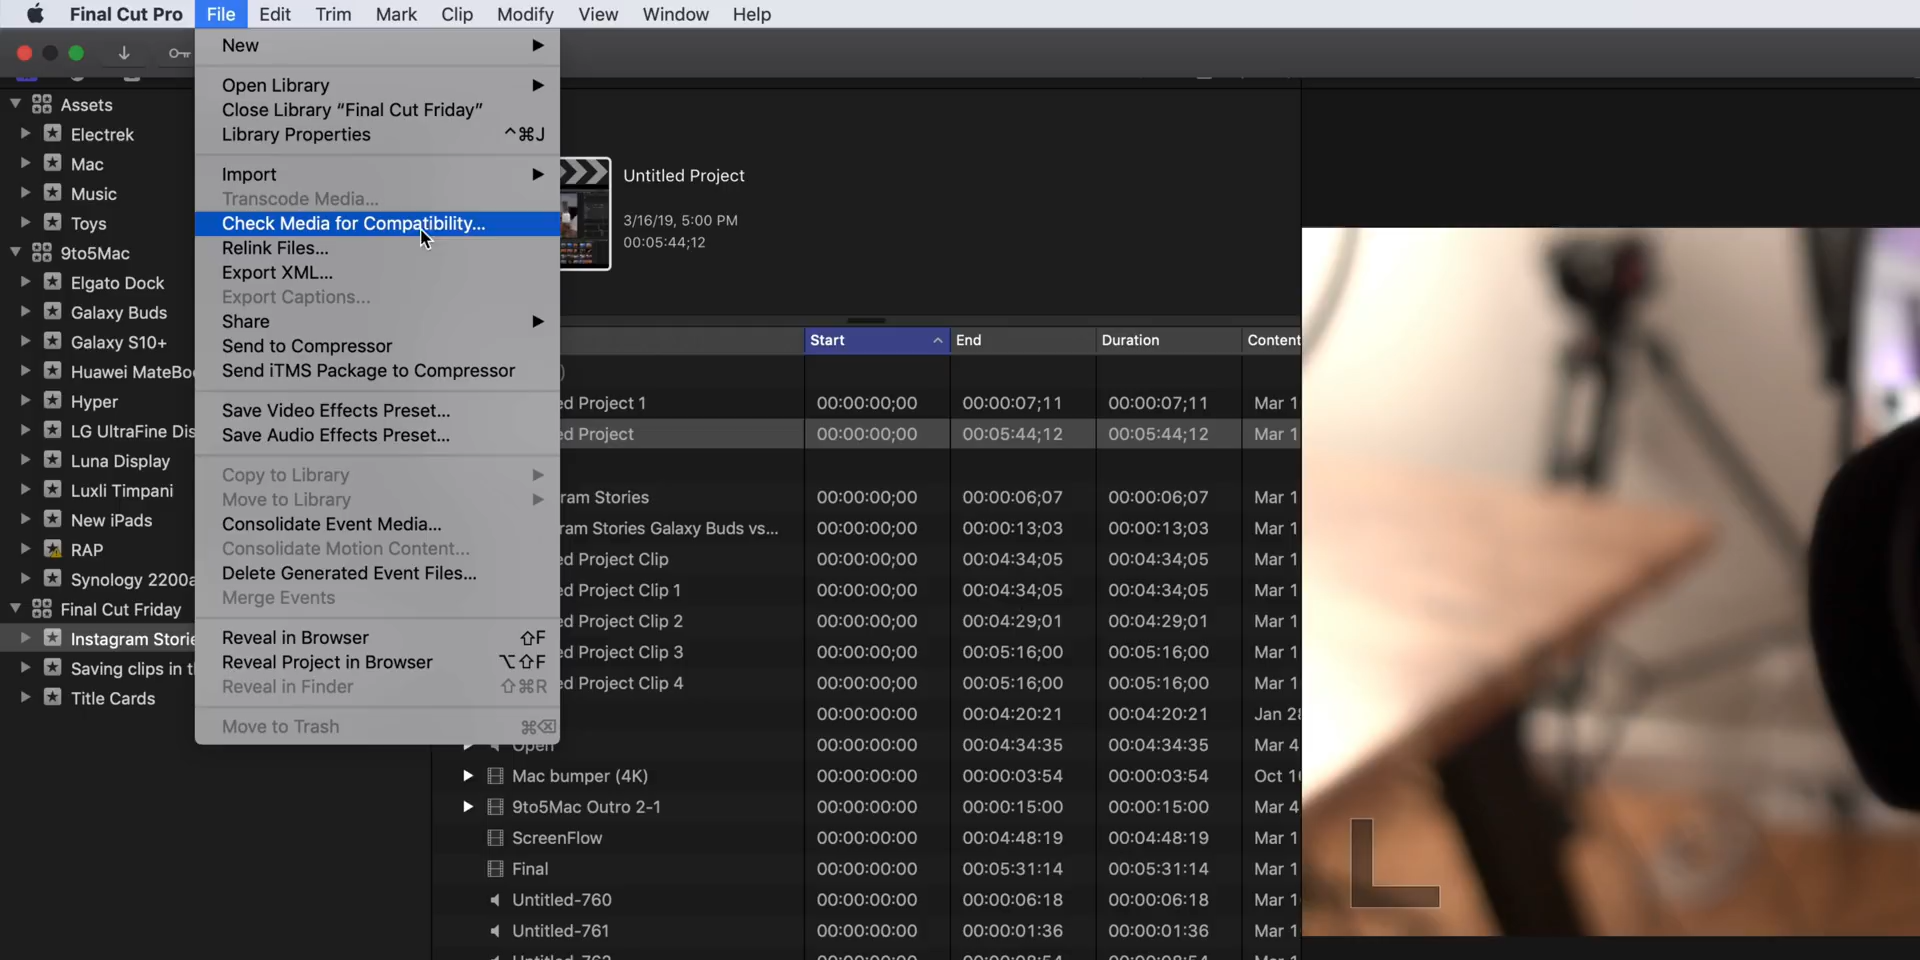 Final Cut Pro File Edit Trim Mark Clip Modify View Window Help
New
Open Library
Close Library “Final Cut Friday”
Library Properties ^⌘J
Import
Transcode Media...
Check Media for Compatibility...
Relink Files...
Export XML...
Export Captions...
Share
Send to Compressor
Send iTMS Package to Compressor
Save Video Effects Preset...
Save Audio Effects Preset...
Copy to Library
Move to Library
Consolidate Event Media...
Consolidate Motion Content...
Delete Generated Event Files...
Merge Events
Reveal in Browser ⇧F
Reveal Project in Browser ⌥⇧F
Reveal in Finder ⇧⌘R
Move to Trash ⌘⌫
Assets
Electrek
Mac
Music
Toys
9to5Mac
Elgato Dock
Galaxy Buds
Galaxy S10+
Huawei MateBoo
Hyper
LG UltraFine Dis
Luna Display
Luxli Timpani
New iPads
RAP
Synology 2200a
Final Cut Friday
Instagram Storie
Saving clips in t
Title Cards
Untitled Project
3/16/19, 5:00 PM
00:05:44;12
Start End Duration Content
)
ed Project 1 00:00:00;00 00:00:07;11 00:00:07;11 Mar 1
ed Project 00:00:00;00 00:05:44;12 00:05:44;12 Mar 1
ram Stories 00:00:00;00 00:00:06;07 00:00:06;07 Mar 1
ram Stories Galaxy Buds vs... 00:00:00;00 00:00:13;03 00:00:13;03 Mar 1
ed Project Clip 00:00:00;00 00:04:34;05 00:04:34;05 Mar 1
ed Project Clip 1 00:00:00;00 00:04:34;05 00:04:34;05 Mar 1
ed Project Clip 2 00:00:00;00 00:04:29;01 00:04:29;01 Mar 1
ed Project Clip 3 00:00:00;00 00:05:16;00 00:05:16;00 Mar 1
ed Project Clip 4 00:00:00;00 00:05:16;00 00:05:16;00 Mar 1
00:00:00:00 00:04:20:21 00:04:20:21 Jan 28
Open 00:00:00:00 00:04:34:35 00:04:34:35 Mar 4
Mac bumper (4K) 00:00:00:00 00:00:03:54 00:00:03:54 Oct 1
9to5Mac Outro 2-1 00:00:00:00 00:00:15:00 00:00:15:00 Mar 4
ScreenFlow 00:00:00:00 00:04:48:19 00:04:48:19 Mar 1
Final 00:00:00:00 00:05:31:14 00:05:31:14 Mar 1
Untitled-760 00:00:00:00 00:00:06:18 00:00:06:18 Mar 1
Untitled-761 00:00:00:00 00:00:01:36 00:00:01:36 Mar 1